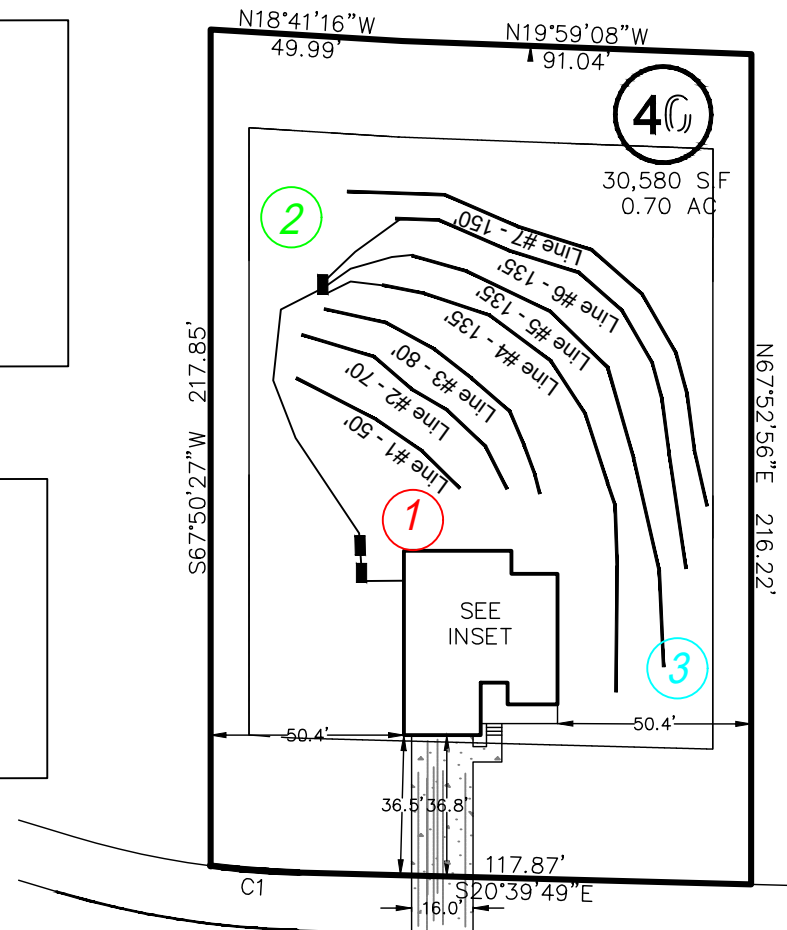 N18°41'16"W
49.99'
N19°59'08"W
91.04'
40
30,580 S.F
0.70 AC
2
Line #7 - 150'
Line #6 - 135'
Line #5 - 135'
Line #4 - 135'
Line #3 - 80'
Line #2 - 70'
Line #1 - 50'
S67°50'27"W 217.85'
N67°52'56"E 216.22'
1
SEE
INSET
3
50.4'
50.4'
36.5'
36.8'
117.87'
S20°39'49"E
C1
16.0'